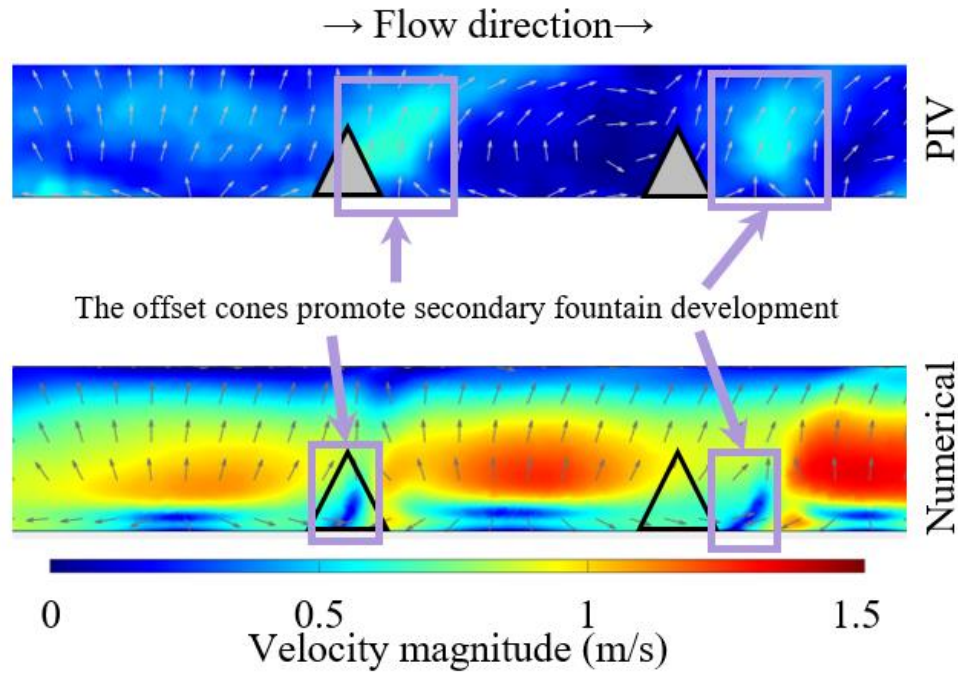 → Flow direction→
PIV
The offset cones promote secondary fountain development
Numerical
0 0.5 1 1.5
Velocity magnitude (m/s)